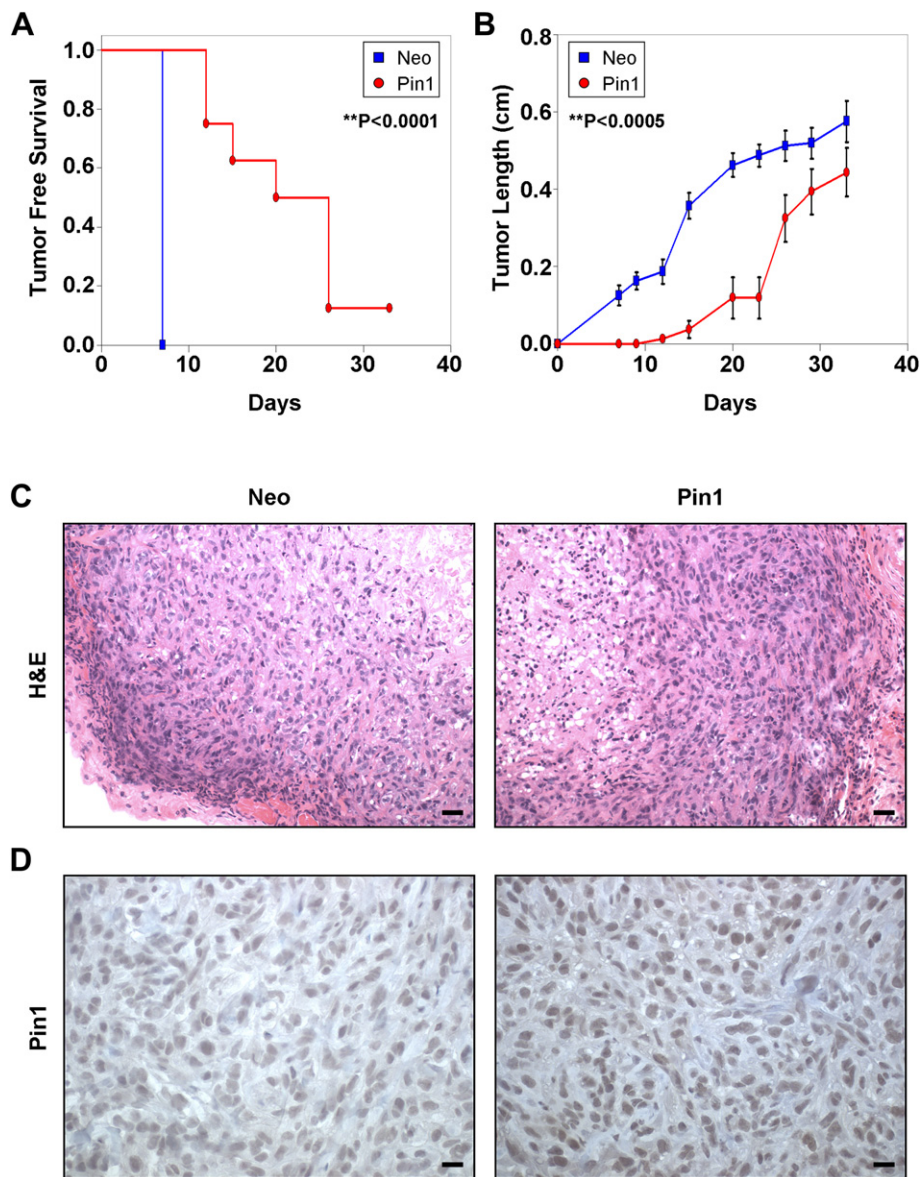 A
Tumor Free Survival
1.0
0.8
0.6
0.4
0.2
0.0
0
10
20
30
40
Days
Neo
Pin1
**P<0.0001
B
Tumor Length (cm)
0.8
0.6
0.4
0.2
0.0
0
10
20
30
40
Days
Neo
Pin1
**P<0.0005
C
Neo
Pin1
H&E
D
Pin1